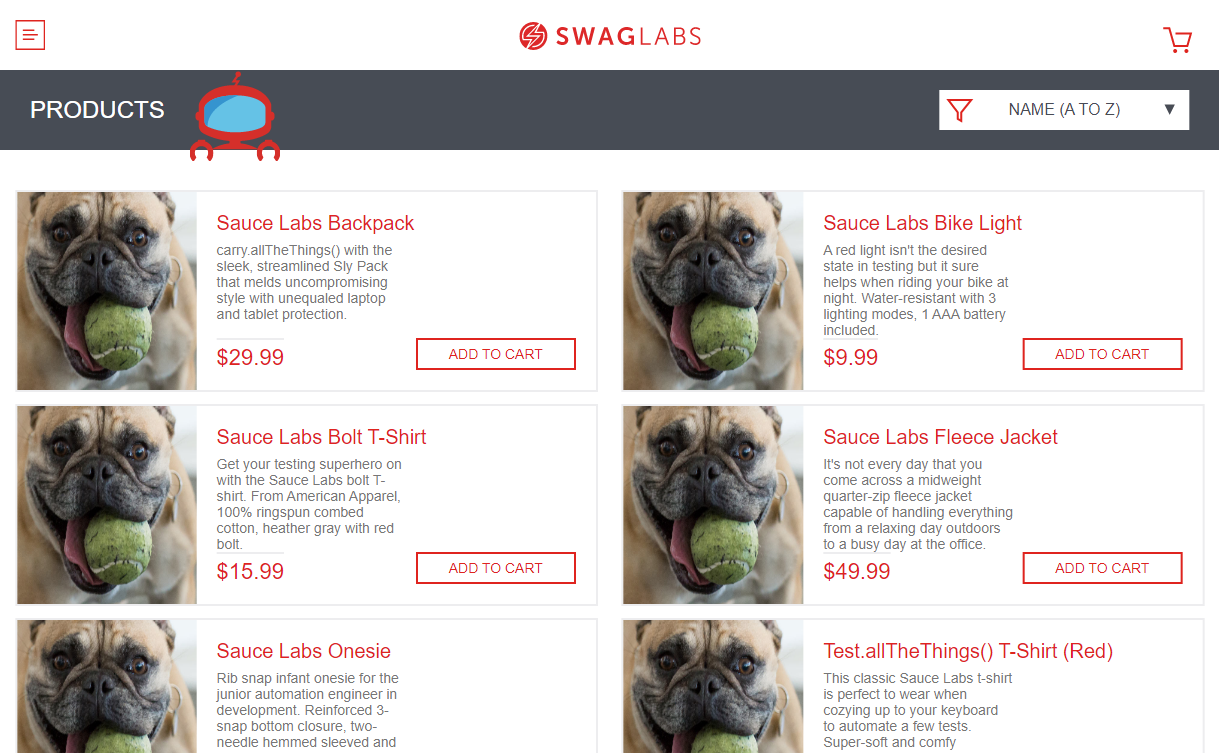 SWAGLABS
PRODUCTS
NAME (A TO Z)
Sauce Labs Backpack
carry.allTheThings() with the
sleek, streamlined Sly Pack
that melds uncompromising
style with unequaled laptop
and tablet protection.
$29.99
ADD TO CART
Sauce Labs Bike Light
A red light isn't the desired
state in testing but it sure
helps when riding your bike at
night. Water-resistant with 3
lighting modes, 1 AAA battery
included.
$9.99
ADD TO CART
Sauce Labs Bolt T-Shirt
Get your testing superhero on
with the Sauce Labs bolt T-
shirt. From American Apparel,
100% ringspun combed
cotton, heather gray with red
bolt.
$15.99
ADD TO CART
Sauce Labs Fleece Jacket
It's not every day that you
come across a midweight
quarter-zip fleece jacket
capable of handling everything
from a relaxing day outdoors
to a busy day at the office.
$49.99
ADD TO CART
Sauce Labs Onesie
Rib snap infant onesie for the
junior automation engineer in
development. Reinforced 3-
snap bottom closure, two-
needle hemmed sleeved and
Test.allTheThings() T-Shirt (Red)
This classic Sauce Labs t-shirt
is perfect to wear when
cozying up to your keyboard
to automate a few tests.
Super-soft and comfy